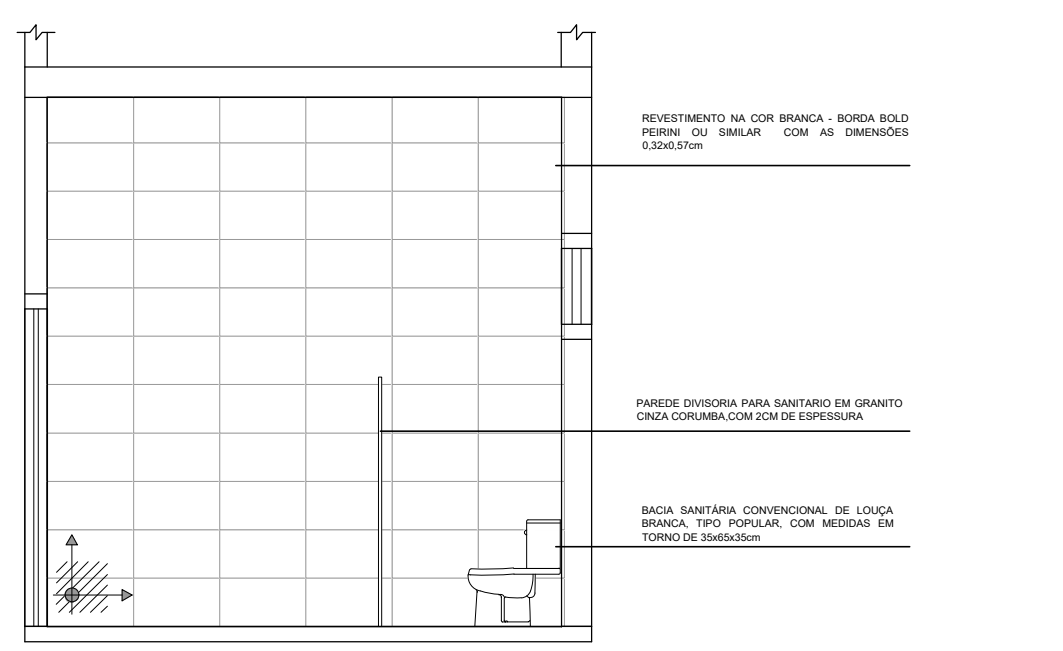 REVESTIMENTO NA COR BRANCA - BORDA BOLD
PEIRINI OU SIMILAR COM AS DIMENSÕES
0,32x0,57cm
PAREDE DIVISORIA PARA SANITARIO EM GRANITO
CINZA CORUMBA,COM 2CM DE ESPESSURA
BACIA SANITÁRIA CONVENCIONAL DE LOUÇA
BRANCA, TIPO POPULAR, COM MEDIDAS EM
TORNO DE 35x65x35cm